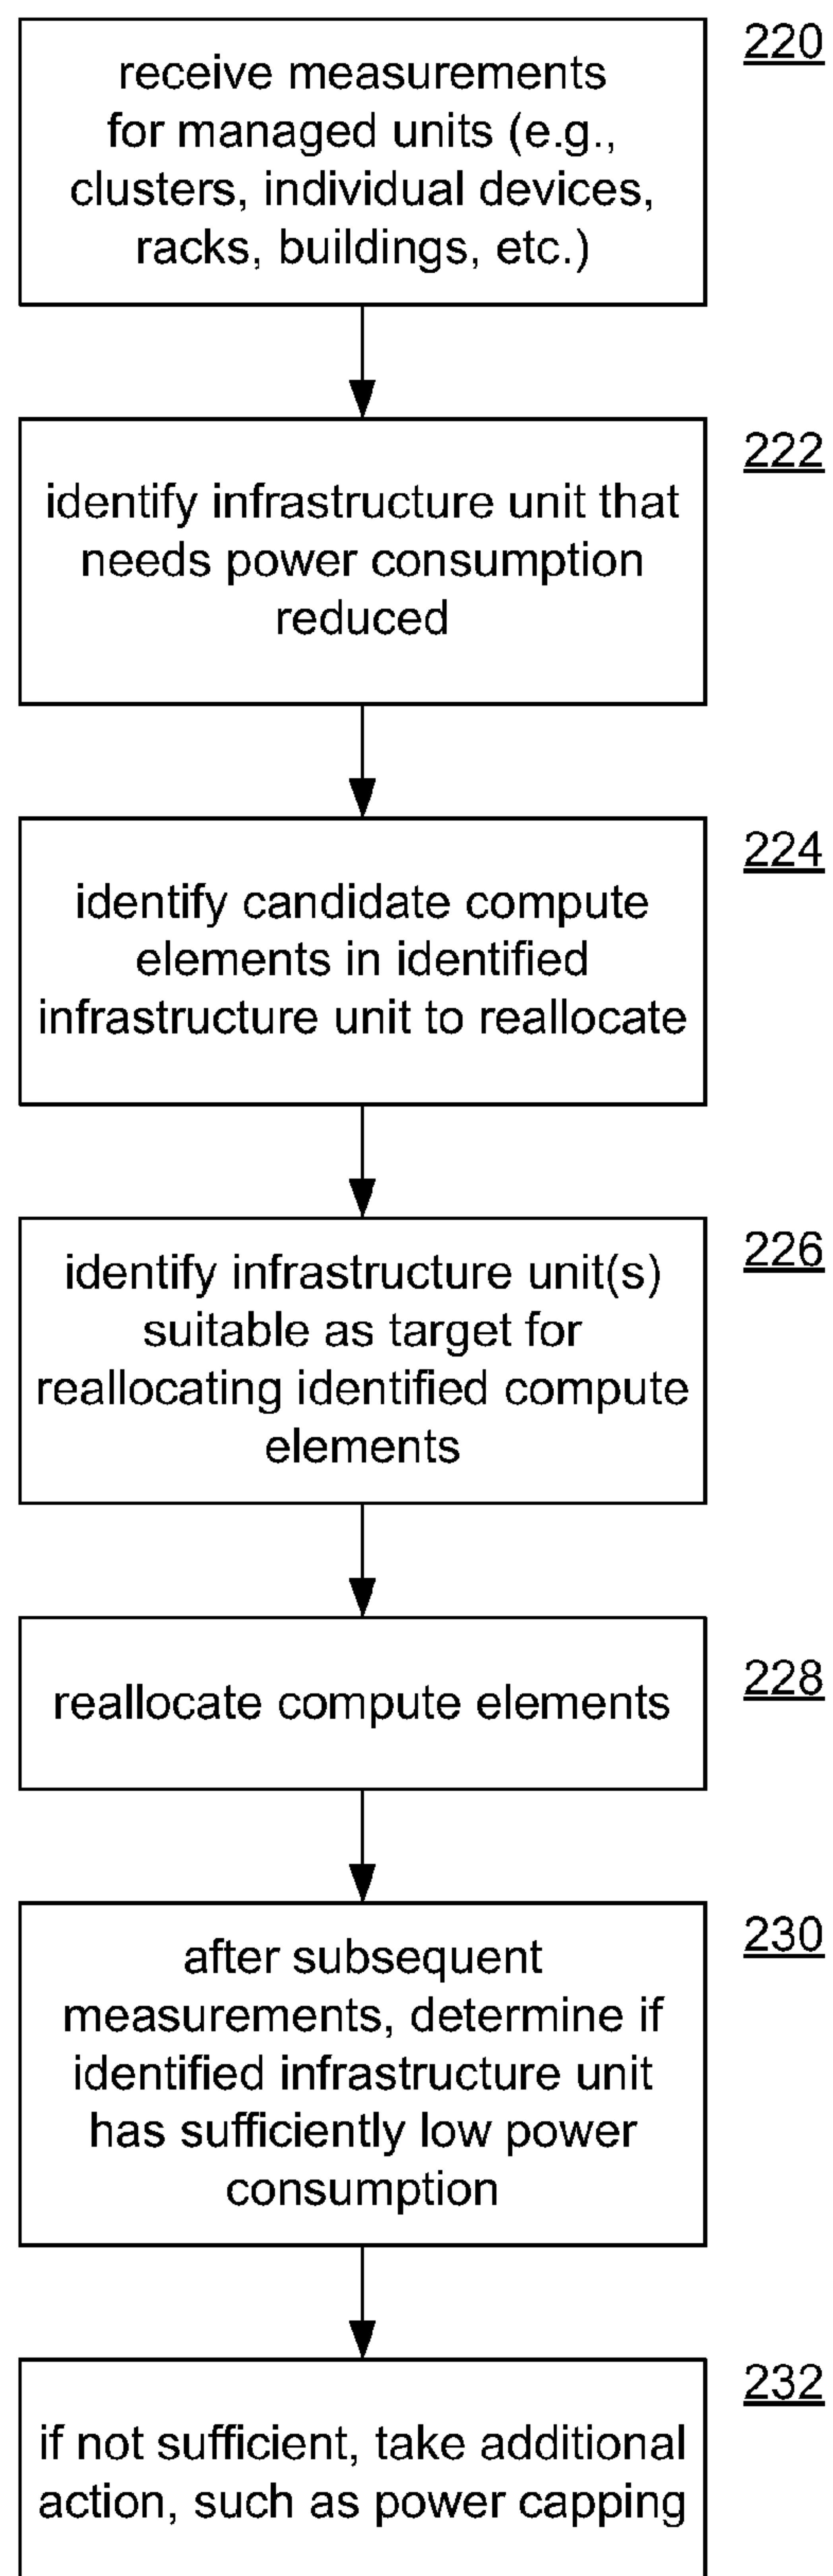 220
receive measurements
for managed units (e.g.,
clusters, individual devices,
racks, buildings, etc.)
222
identify infrastructure unit that
needs power consumption
reduced
224
identify candidate compute
elements in identified
infrastructure unit to reallocate
226
identify infrastructure unit(s)
suitable as target for
reallocating identified compute
elements
228
reallocate compute elements
230
after subsequent
measurements, determine if
identified infrastructure unit
has sufficiently low power
consumption
232
if not sufficient, take additional
action, such as power capping